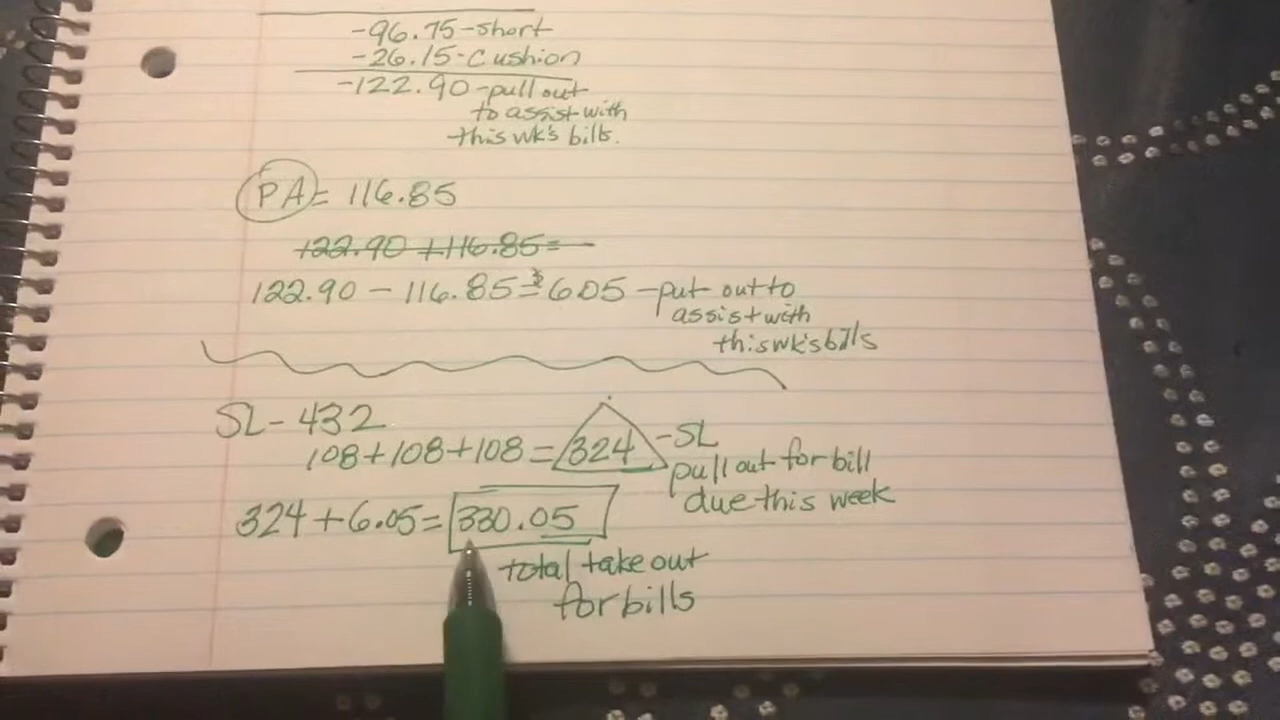 -96.75-short
-26.15-Cushion
-122.90-pull out
to assist with
this wk's bills.
PA = 116.85
122.90 + 116.85 =
122.90 - 116.85 = $6.05 - put out to
assist with
this wk's bills
SL - 432
108+108+108 = 324 - SL
pull out for bill
due this week
324 + 6.05 = 330.05
total take out
for bills